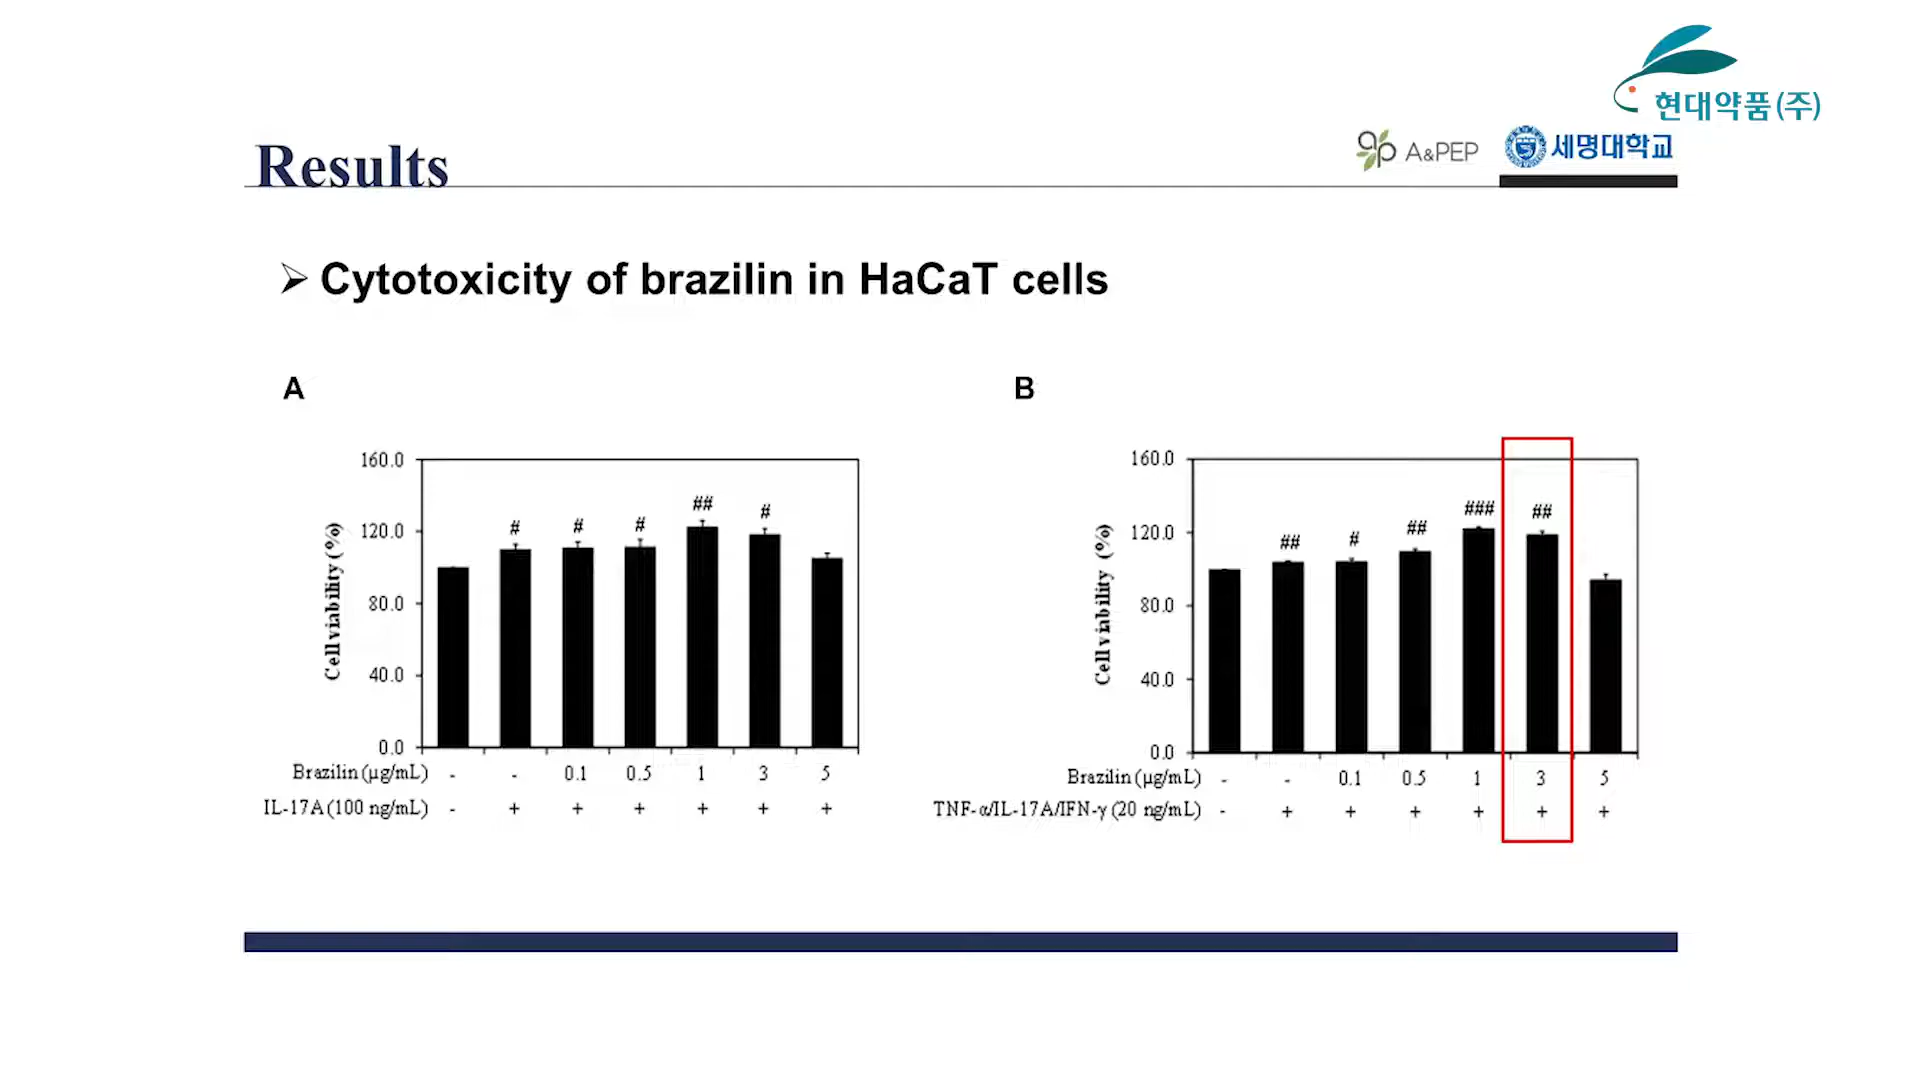 현대약품(주)
Results
A&PEP
세명대학교
➢ Cytotoxicity of brazilin in HaCaT cells
A
160.0
120.0
80.0
40.0
0.0
Cell viability (%)
#
#
#
##
#
Brazilin (μg/mL) - - 0.1 0.5 1 3 5
IL-17A (100 ng/mL) - + + + + + +
B
160.0
120.0
80.0
40.0
0.0
Cell viability (%)
##
#
##
###
##
Brazilin (μg/mL) - - 0.1 0.5 1 3 5
TNF-α/IL-17A/IFN-γ (20 ng/mL) - + + + + + +